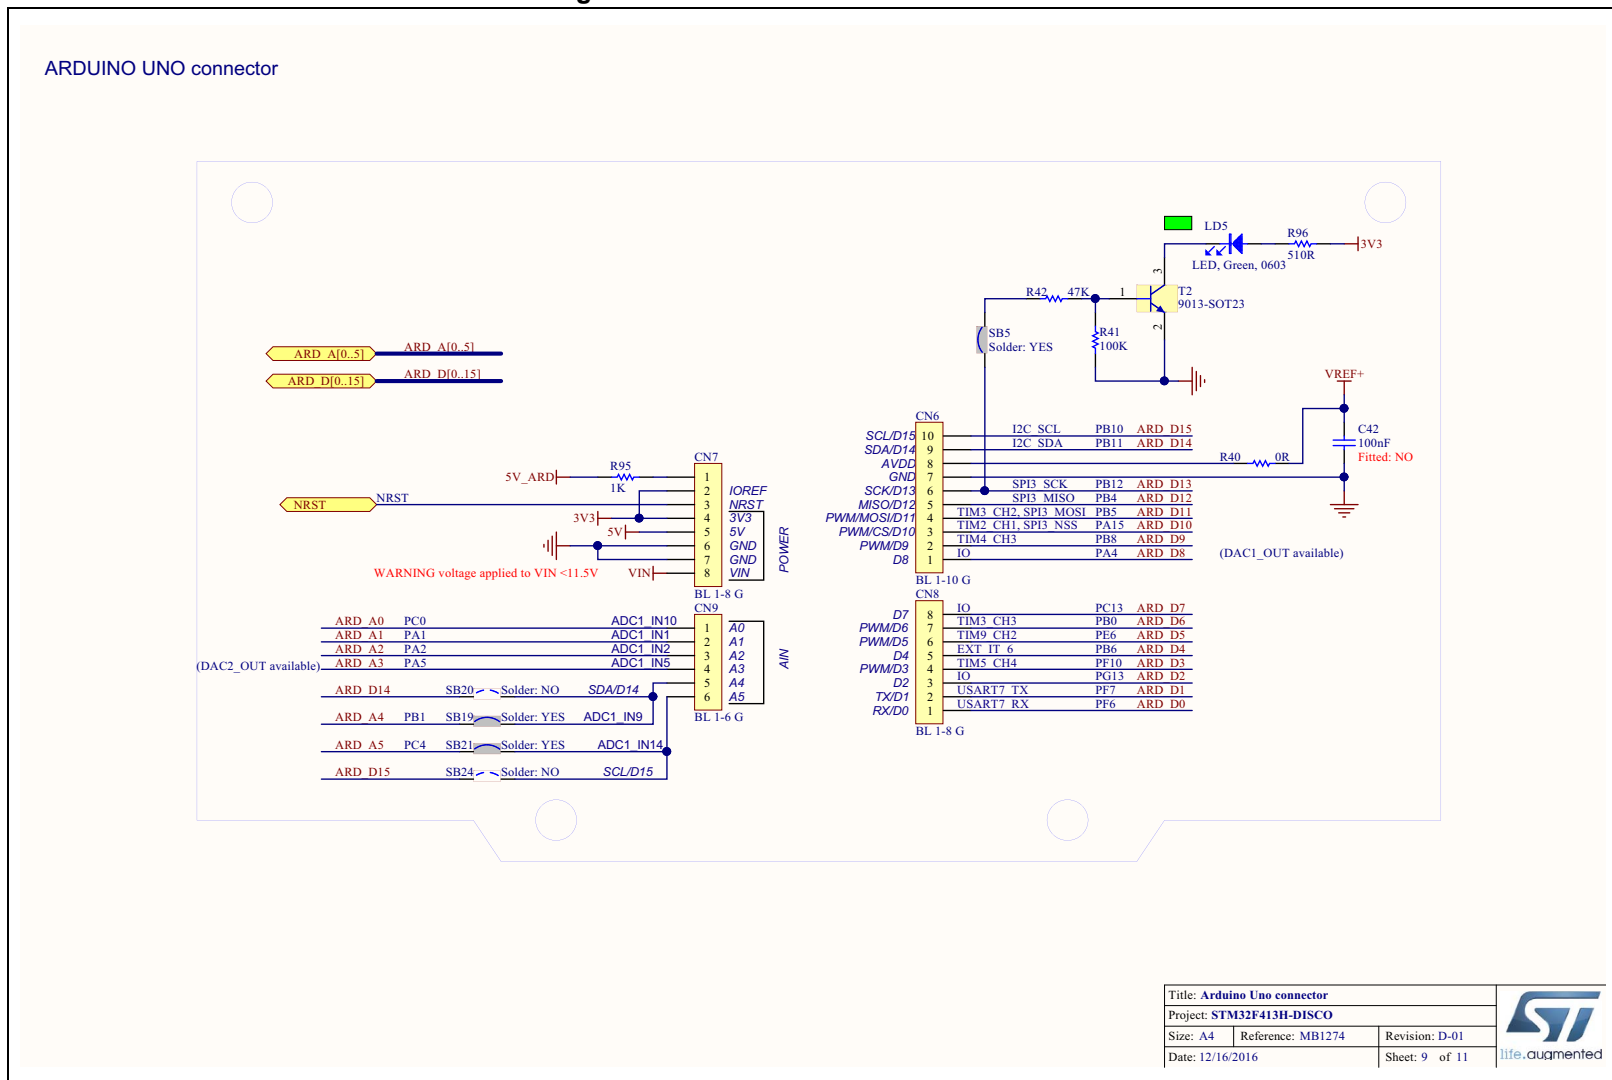 g
ARDUINO UNO connector
LD5
LED, Green, 0603
R96
510R
3V3
3
R42 47K
1
T2
9013-SOT23
2
R41
100K
SB5
Solder: YES
ARD_A[0..5] ARD_A[0..5]
ARD_D[0..15] ARD_D[0..15]
VREF+
C42
100nF
Fitted: NO
R40 0R
CN6
SCL/D15 10 I2C_SCL PB10 ARD_D15
SDA/D14 9 I2C_SDA PB11 ARD_D14
AVDD 8
GND 7
SCK/D13 6 SPI3_SCK PB12 ARD_D13
MISO/D12 5 SPI3_MISO PB4 ARD_D12
PWM/MOSI/D11 4 TIM3_CH2, SPI3_MOSI PB5 ARD_D11
PWM/CS/D10 3 TIM2_CH1, SPI3_NSS PA15 ARD_D10
PWM/D9 2 TIM4_CH3 PB8 ARD_D9
D8 1 IO PA4 ARD_D8 (DAC1_OUT available)
BL 1-10 G
CN7
5V_ARD R95 1K 1
2 IOREF
NRST NRST 3 NRST
3V3 4 3V3
5V 5 5V
6 GND
7 GND
WARNING voltage applied to VIN <11.5V VIN 8 VIN
POWER
BL 1-8 G
CN9
ARD_A0 PC0 ADC1_IN10 1 A0
ARD_A1 PA1 ADC1_IN1 2 A1
ARD_A2 PA2 ADC1_IN2 3 A2
(DAC2_OUT available) ARD_A3 PA5 ADC1_IN5 4 A3
5 A4
6 A5
AIN
BL 1-6 G
ARD_D14 SB20 Solder: NO SDA/D14
ARD_A4 PB1 SB19 Solder: YES ADC1_IN9
ARD_A5 PC4 SB21 Solder: YES ADC1_IN14
ARD_D15 SB24 Solder: NO SCL/D15
CN8
D7 8 IO PC13 ARD_D7
PWM/D6 7 TIM3_CH3 PB0 ARD_D6
PWM/D5 6 TIM9_CH2 PE6 ARD_D5
D4 5 EXT_IT_6 PB6 ARD_D4
PWM/D3 4 TIM5_CH4 PF10 ARD_D3
D2 3 IO PG13 ARD_D2
TX/D1 2 USART7_TX PF7 ARD_D1
RX/D0 1 USART7_RX PF6 ARD_D0
BL 1-8 G
Title: Arduino Uno connector
Project: STM32F413H-DISCO
Size: A4 Reference: MB1274 Revision: D-01
Date: 12/16/2016 Sheet: 9 of 11
ST
life.augmented